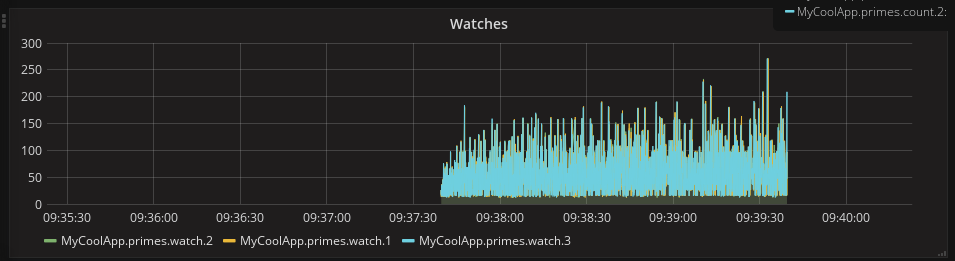 MyCoolApp.primes.count.2:
Watches
300
250
200
150
100
50
0
09:35:30 09:36:00 09:36:30 09:37:00 09:37:30 09:38:00 09:38:30 09:39:00 09:39:30 09:40:00
MyCoolApp.primes.watch.2 MyCoolApp.primes.watch.1 MyCoolApp.primes.watch.3